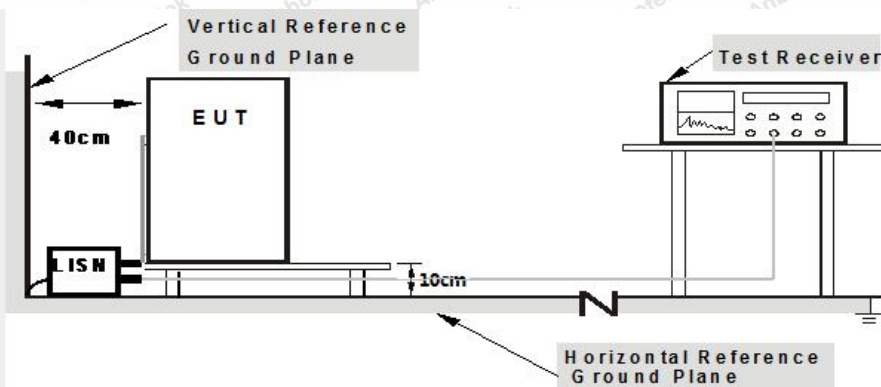 Vertical Reference
Ground Plane
Test Receiver
EUT
40cm
LISN
10cm
Horizontal Reference
Ground Plane